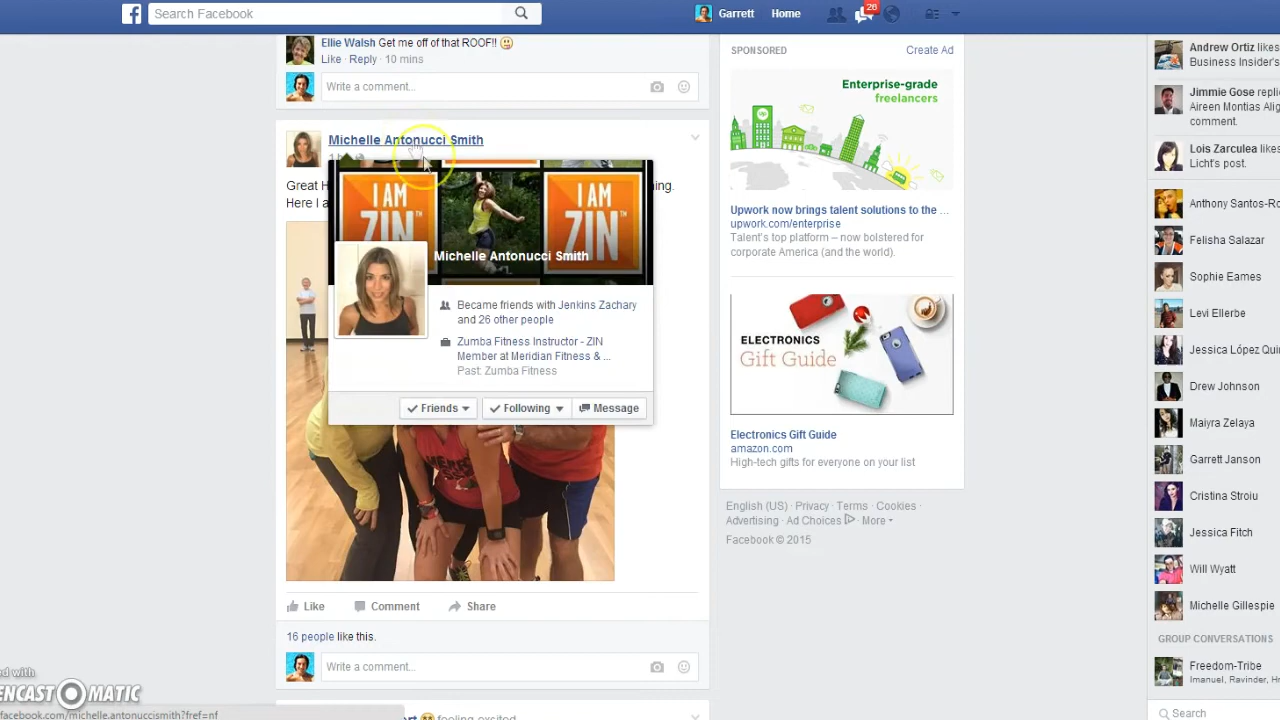 Search Facebook
Garrett
Home
26
Ellie Walsh Get me off of that ROOF!!
Like · Reply · 10 mins
Write a comment...
Michelle Antonucci Smith
Great H
ing.
Here I a
I AM
ZIN™
I AM
ZIN™
Michelle Antonucci Smith
Became friends with Jenkins Zachary
and 26 other people
Zumba Fitness Instructor - ZIN
Member at Meridian Fitness & ...
Past: Zumba Fitness
Friends
Following
Message
Like
Comment
Share
16 people like this.
Write a comment...
feeling excited
SPONSORED
Create Ad
Enterprise-grade
freelancers
up
Upwork now brings talent solutions to the ...
upwork.com/enterprise
Talent's top platform – now bolstered for
corporate America (and the world).
ELECTRONICS
Gift Guide
Electronics Gift Guide
amazon.com
High-tech gifts for everyone on your list
English (US) · Privacy · Terms · Cookies ·
Advertising · Ad Choices · More
Facebook © 2015
Andrew Ortiz likes
Business Insider's
Jimmie Gose replie
Aireen Montias Alig
comment.
Lois Zarculea likes
Licht's post.
Anthony Santos-Ro
Felisha Salazar
Sophie Eames
Levi Ellerbe
Jessica López Quir
Drew Johnson
Mayra Zelaya
Garrett Janson
Cristina Stroiu
Jessica Fitch
Will Wyatt
Michelle Gillespie
GROUP CONVERSATIONS
Freedom-Tribe
Imanuel, Ravinder, Hr
Search
ed with
ENCAST MATIC
facebook.com/michelle.antonuccismith?fref=nf